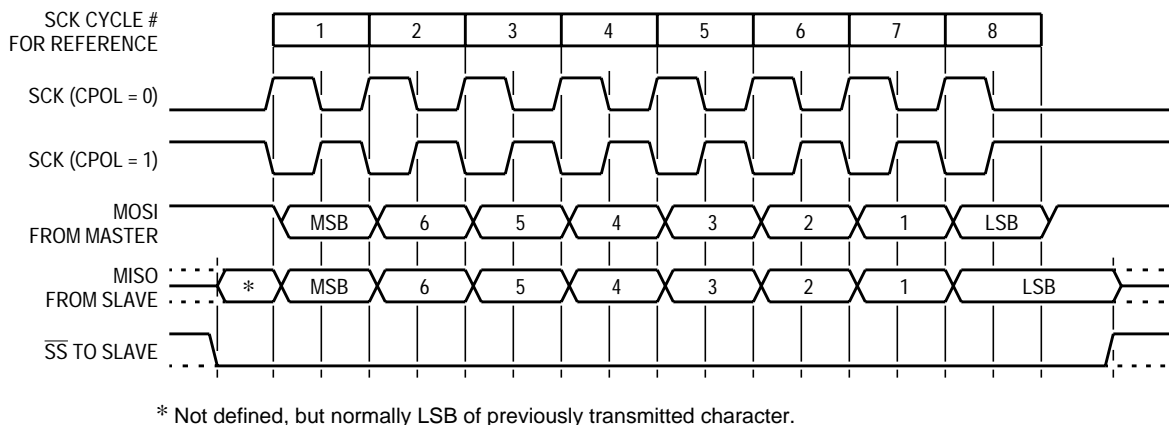 SCK CYCLE #
FOR REFERENCE
1 2 3 4 5 6 7 8
SCK (CPOL = 0)
SCK (CPOL = 1)
MOSI
FROM MASTER
MSB 6 5 4 3 2 1 LSB
MISO
FROM SLAVE
* MSB 6 5 4 3 2 1 LSB
S̅S̅ TO SLAVE
* Not defined, but normally LSB of previously transmitted character.